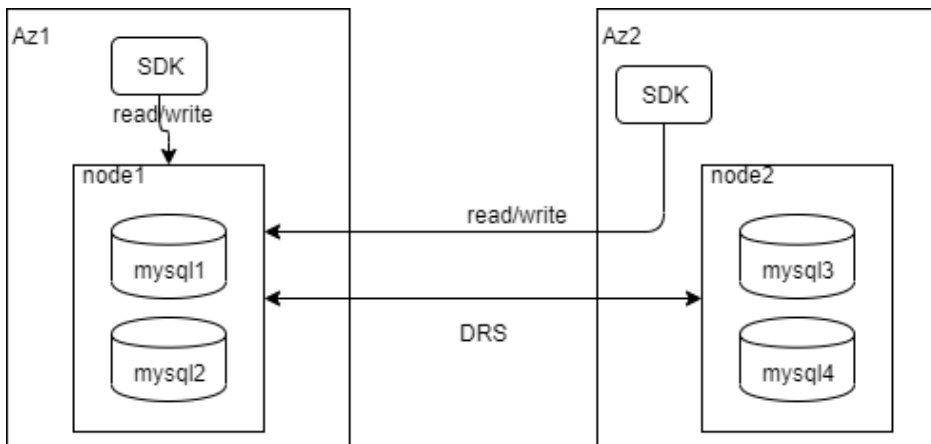 Az1
SDK
read/write
node1
mysql1
mysql2
read/write
DRS
Az2
SDK
node2
mysql3
mysql4